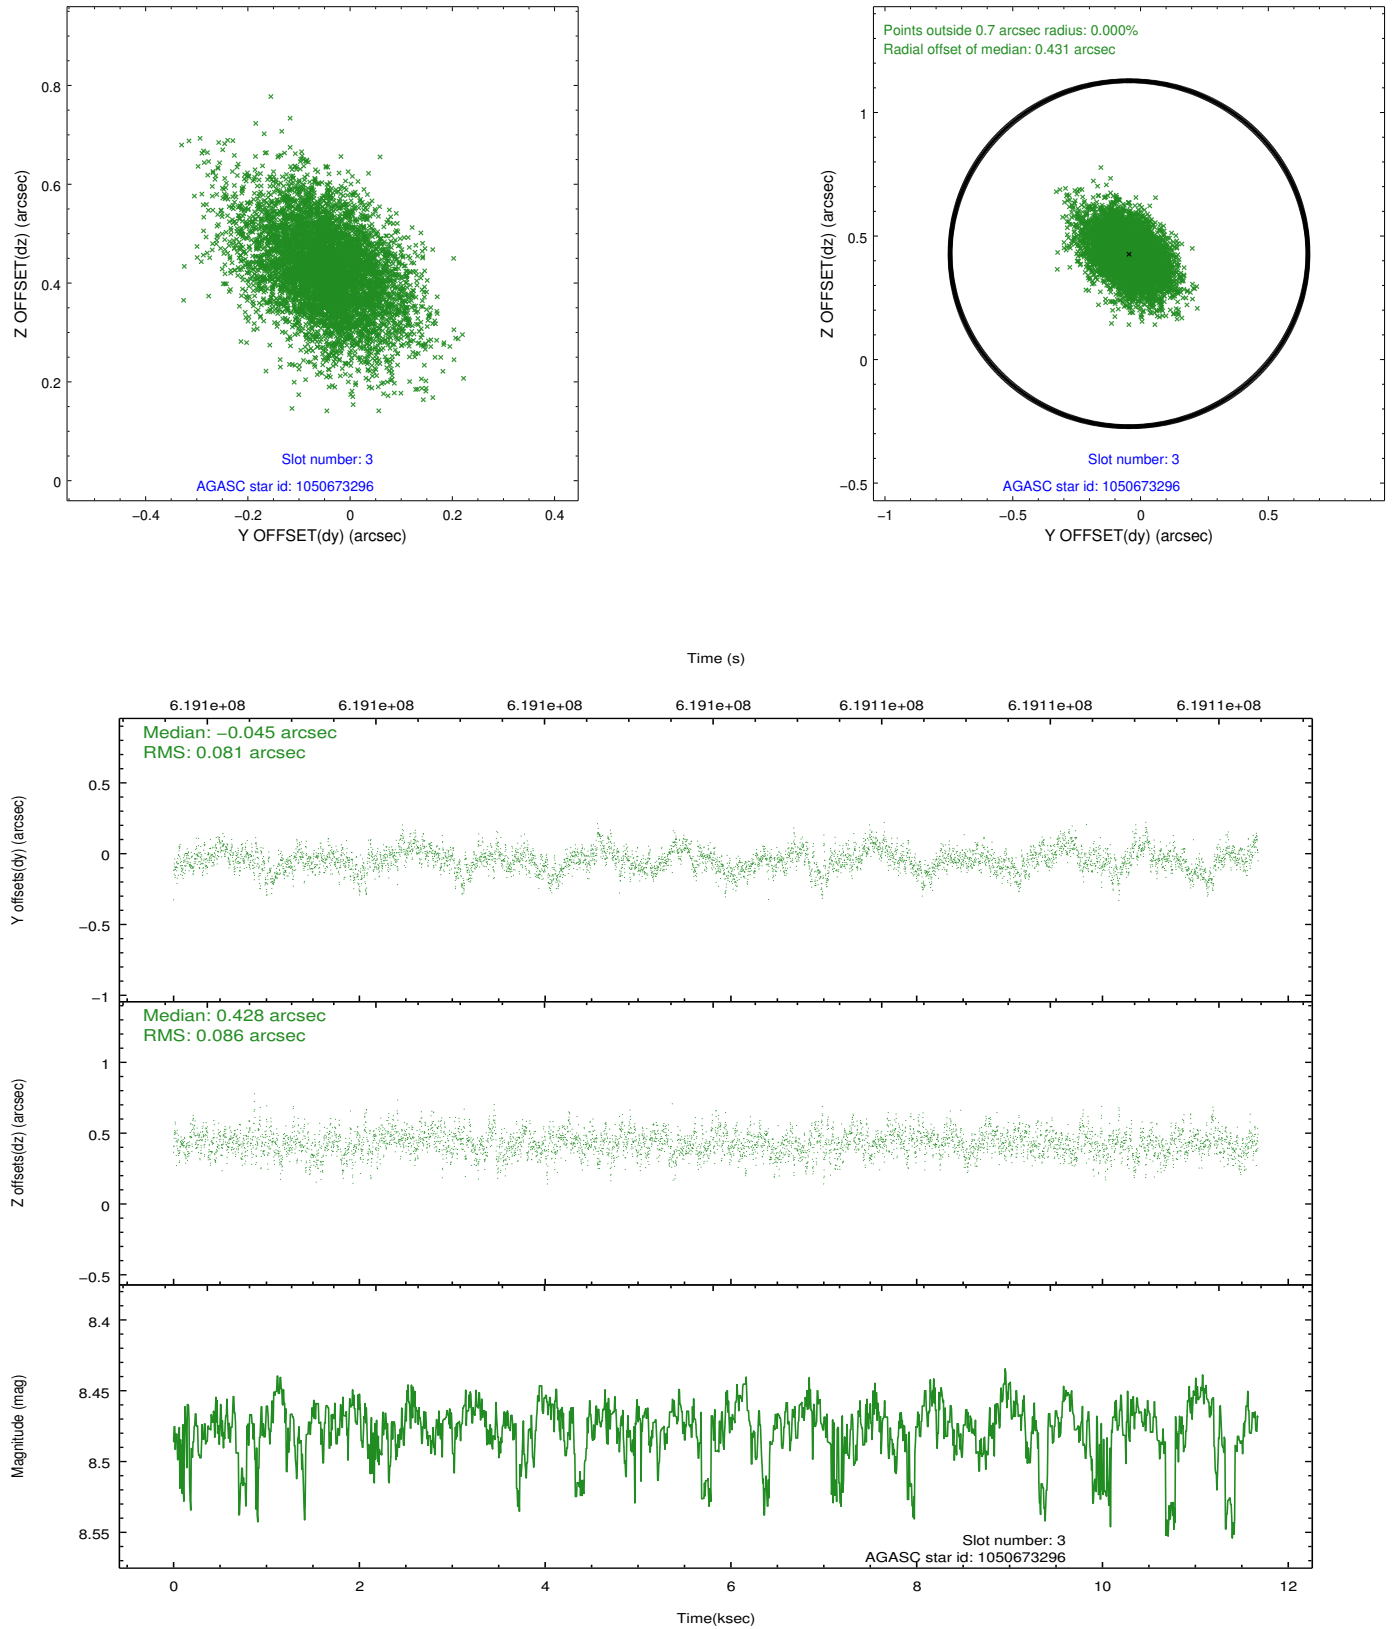 0.8
0.6
0.4
0.2
0
−0.4
−0.2
0
0.2
0.4
Z OFFSET(dz) (arcsec)
Y OFFSET(dy) (arcsec)
Slot number: 3
AGASC star id: 1050673296
Points outside 0.7 arcsec radius: 0.000%
Radial offset of median: 0.431 arcsec
1
0.5
0
−0.5
−1
−0.5
0
0.5
Z OFFSET(dz) (arcsec)
Y OFFSET(dy) (arcsec)
Slot number: 3
AGASC star id: 1050673296
Time (s)
6.191e+08
6.191e+08
6.191e+08
6.191e+08
6.1911e+08
6.1911e+08
6.1911e+08
Median: −0.045 arcsec
RMS: 0.081 arcsec
0.5
0
−0.5
−1
Y offsets(dy) (arcsec)
Median: 0.428 arcsec
RMS: 0.086 arcsec
1
0.5
0
−0.5
Z offsets(dz) (arcsec)
8.4
8.45
8.5
8.55
Magnitude (mag)
Slot number: 3
AGASC star id: 1050673296
0
2
4
6
8
10
12
Time(ksec)